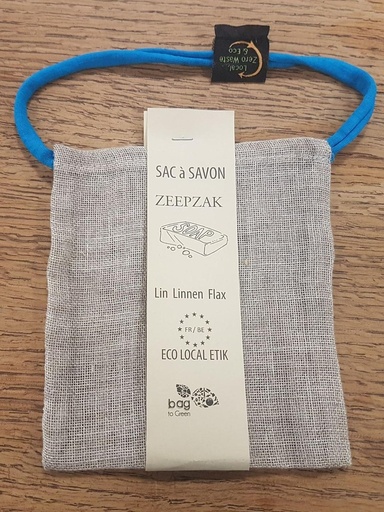 Local,
Zero Waste
& Eco
SAC à SAVON
ZEEPZAK
SOAP
Lin Linnen Flax
FR / BE
ECO LOCAL ETIK
bag
to Green